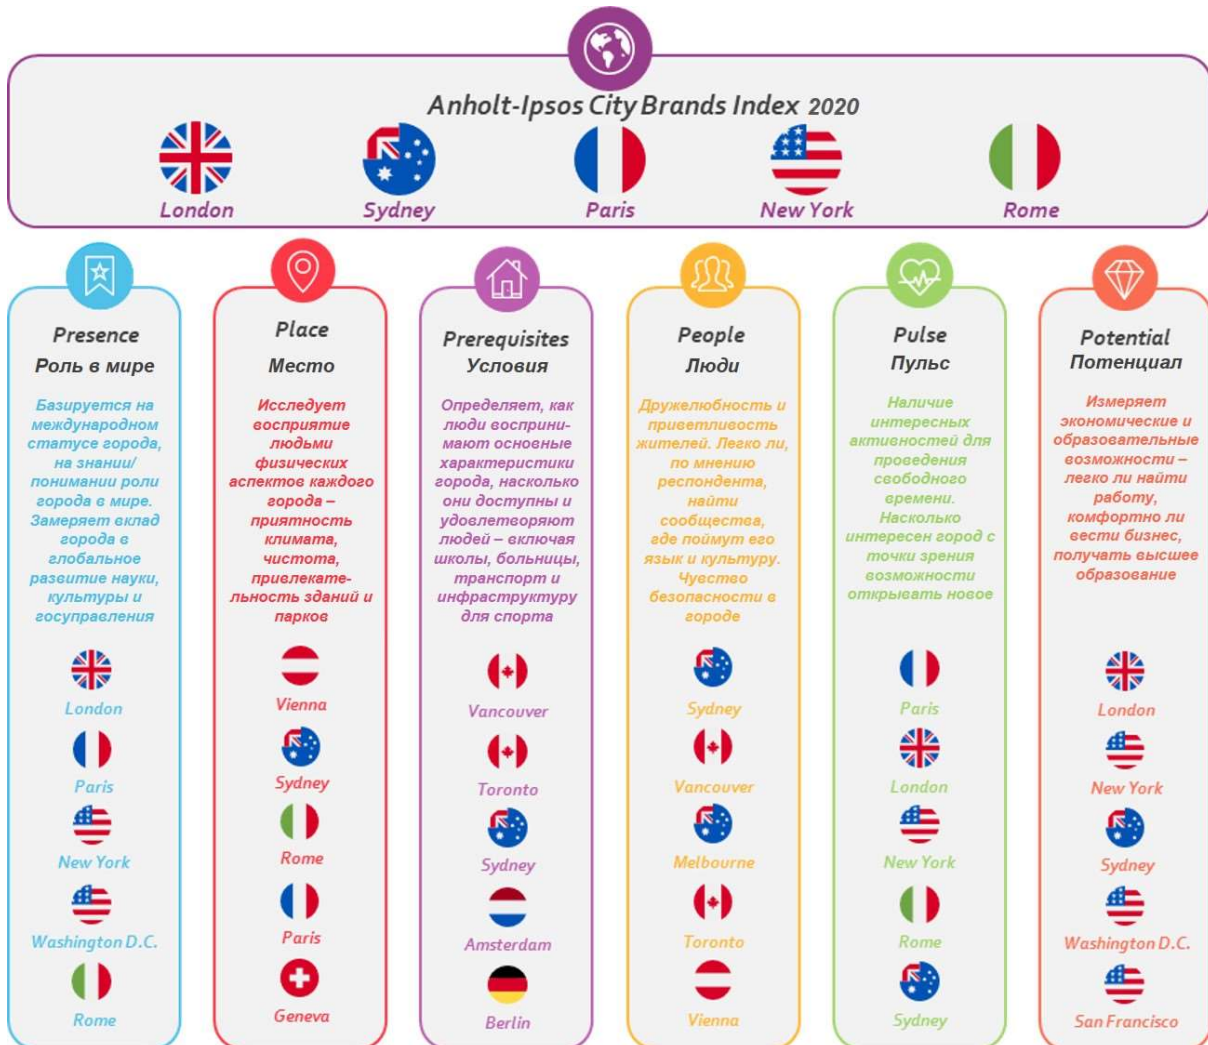 Anholt-Ipsos City Brands Index 2020
London
Sydney
Paris
New York
Rome
Presence
Роль в мире
Базируется на
международном
статусе города,
на знании/
понимании роли
города в мире.
Замеряет вклад
города в
глобальное
развитие науки,
культуры и
госуправления
London
Paris
New York
Washington D.C.
Rome
Place
Место
Исследует
восприятие
людьми
физических
аспектов каждого
города –
приятность
климата,
чистота,
привлекате-
льность зданий и
парков
Vienna
Sydney
Rome
Paris
Geneva
Prerequisites
Условия
Определяет, как
люди восприни-
мают основные
характеристики
города, насколько
они доступны и
удовлетворяют
людей – включая
школы, больницы,
транспорт и
инфраструктуру
для спорта
Vancouver
Toronto
Sydney
Amsterdam
Berlin
People
Люди
Дружелюбность и
приветливость
жителей. Легко ли,
по мнению
респондента,
найти
сообщества,
где поймут его
язык и культуру.
Чувство
безопасности в
городе
Sydney
Vancouver
Melbourne
Toronto
Vienna
Pulse
Пульс
Наличие
интересных
активностей для
проведения
свободного
времени.
Насколько
интересен город с
точки зрения
возможности
открывать новое
Paris
London
New York
Rome
Sydney
Potential
Потенциал
Измеряет
экономические и
образовательные
возможности –
легко ли найти
работу,
комфортно ли
вести бизнес,
получать высшее
образование
London
New York
Sydney
Washington D.C.
San Francisco